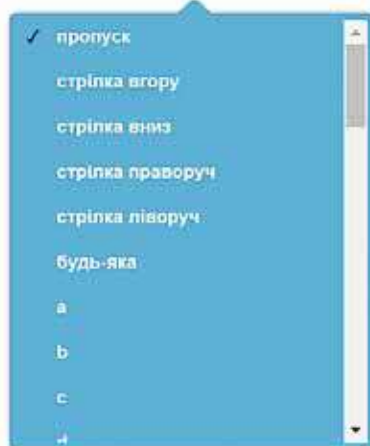 ✓ пропуск
стрілка вгору
стрілка вниз
стрілка праворуч
стрілка ліворуч
будь-яка
a
b
c